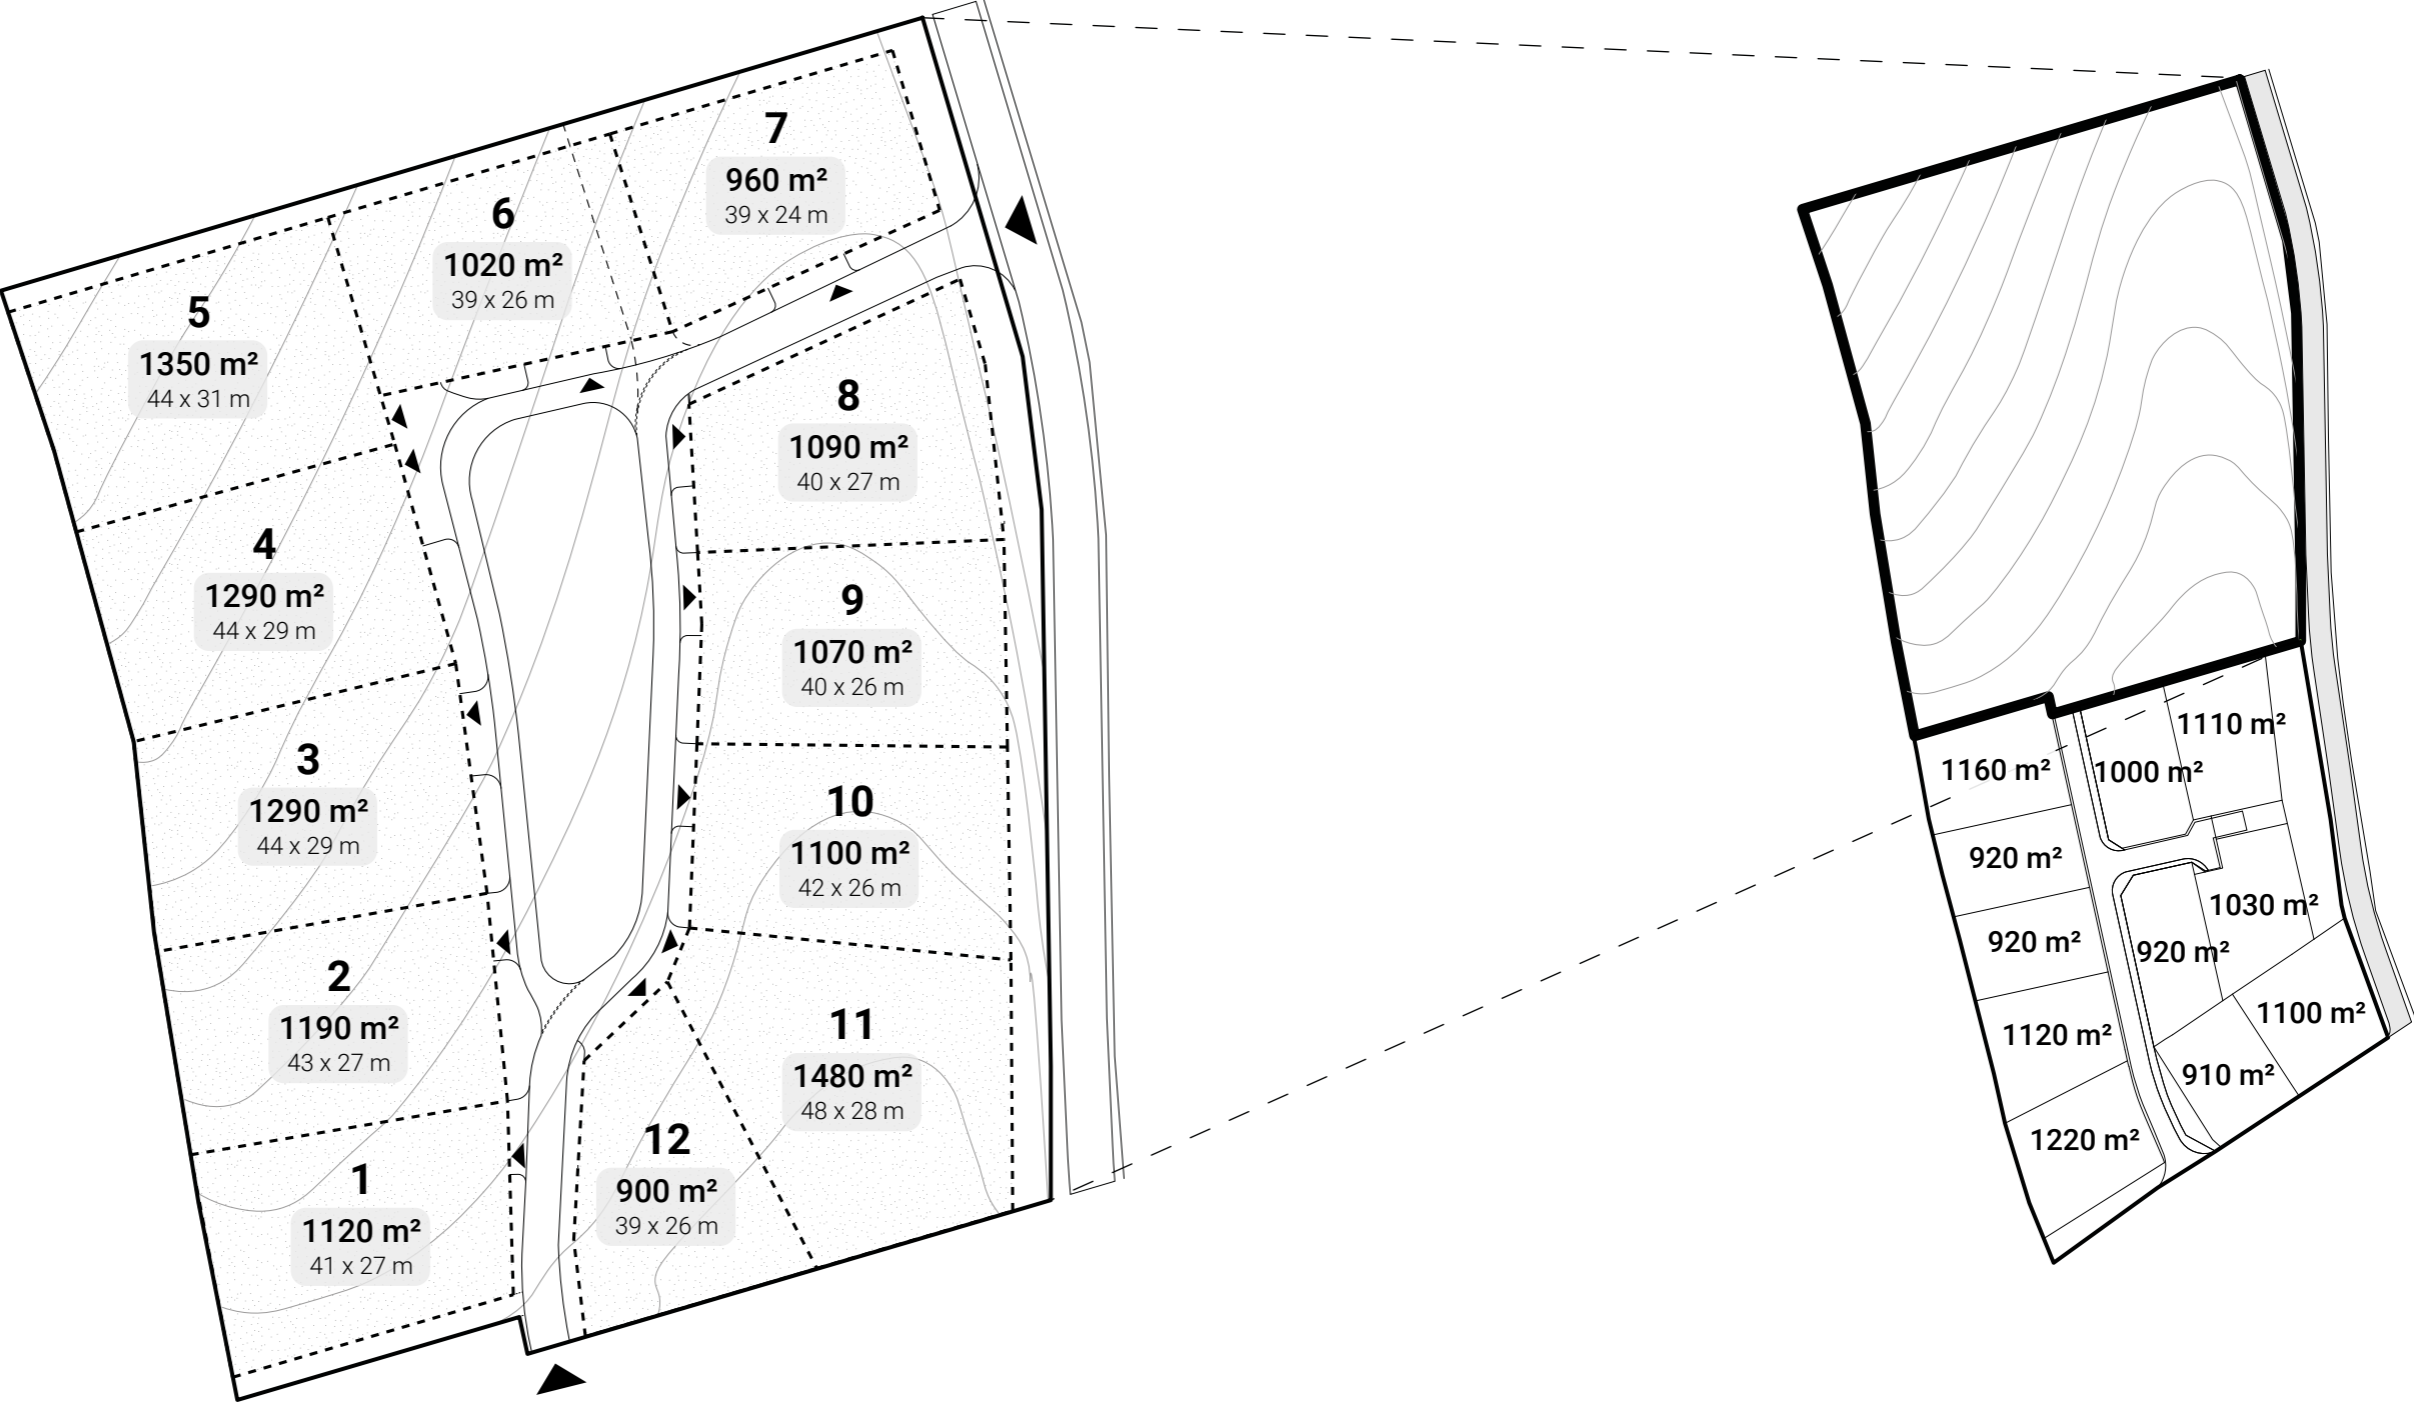 7
960 m²
39 x 24 m
6
1020 m²
39 x 26 m
5
1350 m²
44 x 31 m
8
1090 m²
40 x 27 m
4
1290 m²
44 x 29 m
9
1070 m²
40 x 26 m
3
1290 m²
44 x 29 m
10
1100 m²
42 x 26 m
2
1190 m²
43 x 27 m
11
1480 m²
48 x 28 m
12
900 m²
39 x 26 m
1
1120 m²
41 x 27 m
1110 m²
1160 m²
1000 m²
920 m²
1030 m²
920 m²
920 m²
1100 m²
1120 m²
910 m²
1220 m²